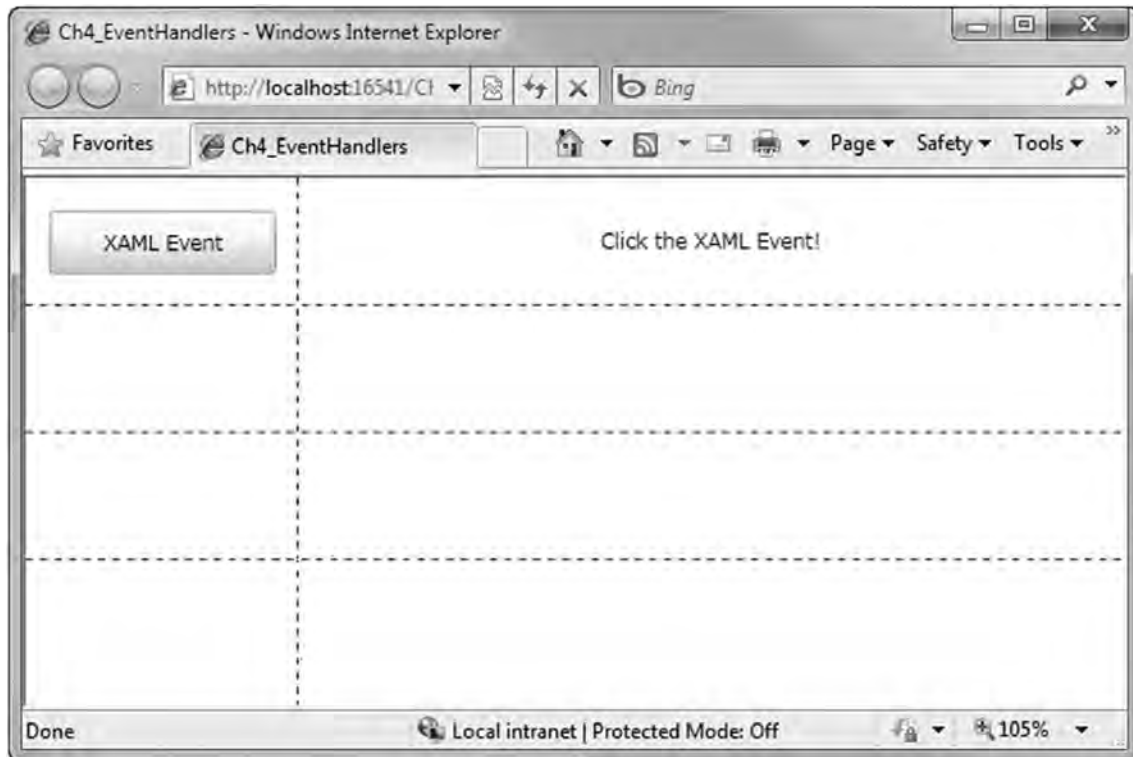 Ch4_EventHandlers - Windows Internet Explorer
http://localhost:16541/Cl Bing
Favorites Ch4_EventHandlers Page Safety Tools »
XAML Event Click the XAML Event!
Done Local intranet | Protected Mode: Off 105%